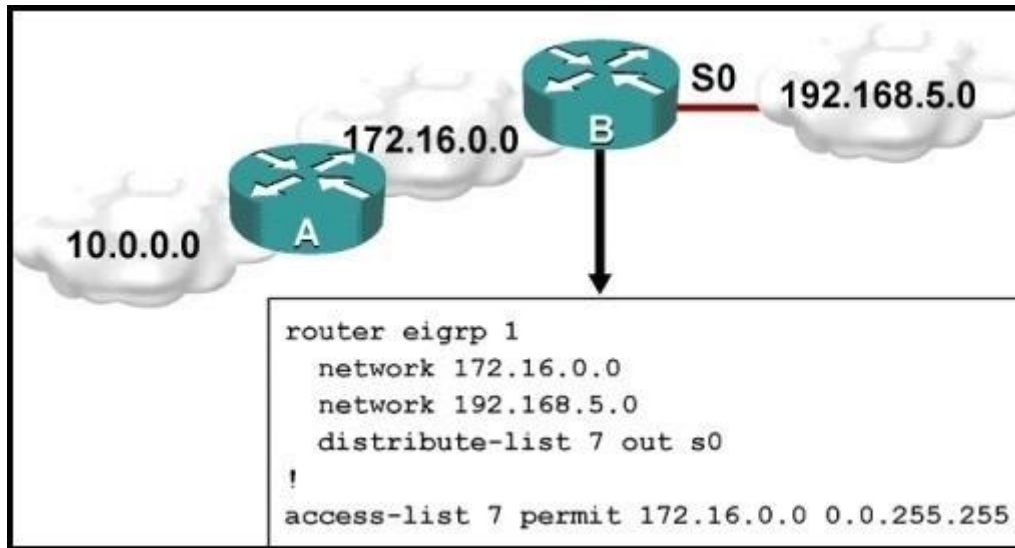 S0
192.168.5.0
B
172.16.0.0
A
10.0.0.0
router eigrp 1
network 172.16.0.0
network 192.168.5.0
distribute-list 7 out s0
!
access-list 7 permit 172.16.0.0 0.0.255.255